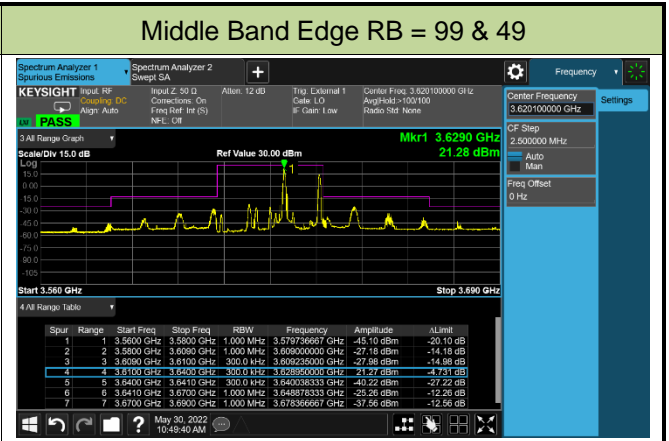 Middle Band Edge RB = 99 & 49
Spectrum Analyzer 1
Spurious Emissions
Spectrum Analyzer 2
Swept SA
Frequency
KEYSIGHT
PASS
Input: RF
Coupling: DC
Align: Auto
Input Z: 50 Ω
Corrections: On
Freq Ref: Int (S)
NFE: Off
Atten: 12 dB
Trig: External 1
Gate: LO
IF Gain: Low
Center Freq: 3.620100000 GHz
Avg|Hold:>100/100
Radio Std: None
Center Frequency
3.620100000 GHz
Settings
CF Step
2.500000 MHz
Auto
Man
Freq Offset
0 Hz
3 All Range Graph
Scale/Div 15.0 dB
Ref Value 30.00 dBm
Mkr1 3.6290 GHz
21.28 dBm
Log
1
15.0
0.00
-15.0
-30.0
-45.0
-60.0
-75.0
-90.0
-105
Start 3.560 GHz
Stop 3.690 GHz
4 All Range Table
Spur Range Start Freq Stop Freq RBW Frequency Amplitude ΔLimit
1 1 3.5600 GHz 3.5800 GHz 1.000 MHz 3.579736667 GHz -45.10 dBm -20.10 dB
2 2 3.5800 GHz 3.6090 GHz 1.000 MHz 3.609000000 GHz -27.18 dBm -14.18 dB
3 3 3.6090 GHz 3.6100 GHz 300.0 kHz 3.609235000 GHz -27.98 dBm -14.98 dB
4 4 3.6100 GHz 3.6400 GHz 300.0 kHz 3.628950000 GHz 21.27 dBm -4.731 dB
5 5 3.6400 GHz 3.6410 GHz 300.0 kHz 3.640038333 GHz -40.22 dBm -27.22 dB
6 6 3.6410 GHz 3.6700 GHz 1.000 MHz 3.648878333 GHz -25.26 dBm -12.26 dB
7 7 3.6700 GHz 3.6900 GHz 1.000 MHz 3.678366667 GHz -37.56 dBm -12.56 dB
May 30, 2022
10:49:40 AM